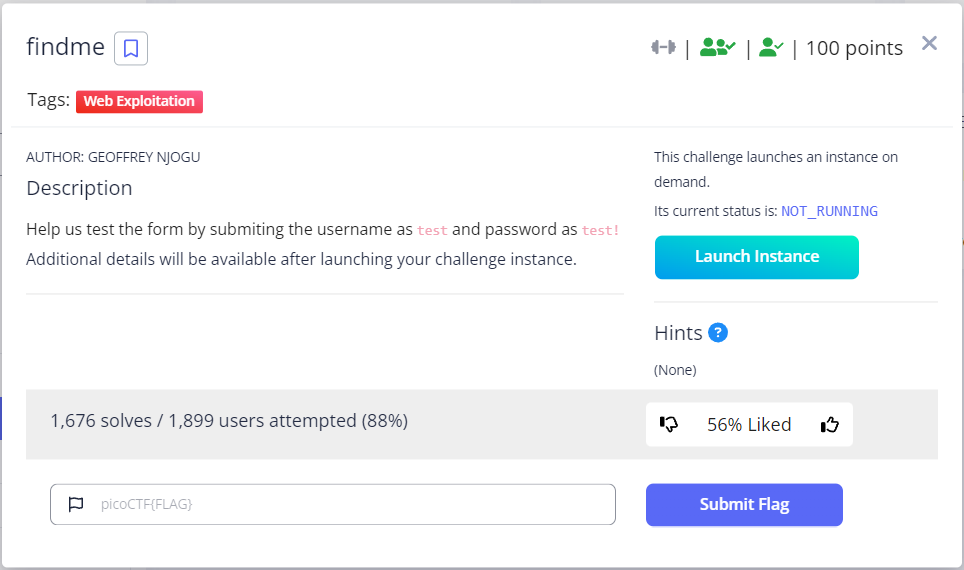 findme
| | | 100 points
Tags: Web Exploitation
AUTHOR: GEOFFREY NJOGU
Description
Help us test the form by submiting the username as test and password as test!
Additional details will be available after launching your challenge instance.
This challenge launches an instance on
demand.
Its current status is: NOT_RUNNING
Launch Instance
Hints ?
(None)
1,676 solves / 1,899 users attempted (88%)
56% Liked
picoCTF{FLAG}
Submit Flag